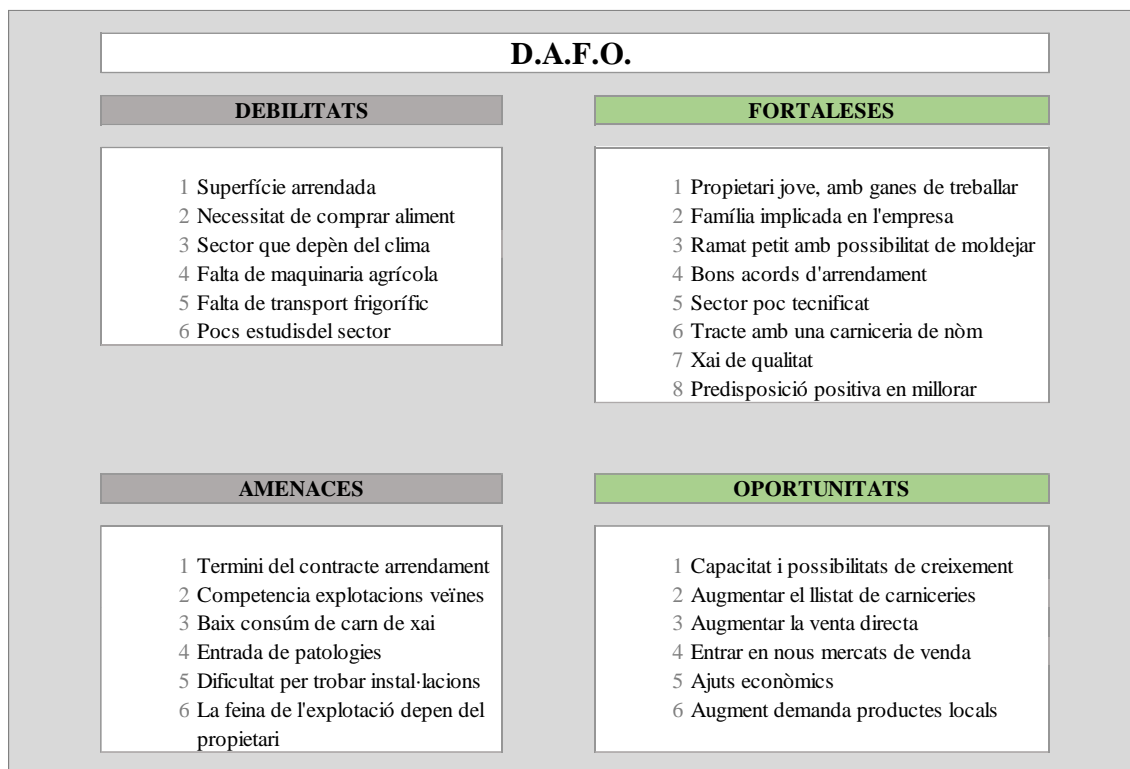 D.A.F.O.
DEBILITATS
1 Superfície arrendada
2 Necessitat de comprar aliment
3 Sector que depèn del clima
4 Falta de maquinaria agrícola
5 Falta de transport frigorífic
6 Pocs estudisdel sector
FORTALESES
1 Propietari jove, amb ganes de treballar
2 Família implicada en l'empresa
3 Ramat petit amb possibilitat de moldejar
4 Bons acords d'arrendament
5 Sector poc tecnificat
6 Tracte amb una carniceria de nòm
7 Xai de qualitat
8 Predisposició positiva en millorar
AMENACES
1 Termini del contracte arrendament
2 Competencia explotacions veïnes
3 Baix consúm de carn de xai
4 Entrada de patologies
5 Dificultat per trobar instal·lacions
6 La feina de l'explotació depen del
propietari
OPORTUNITATS
1 Capacitat i possibilitats de creixement
2 Augmentar el llistat de carniceries
3 Augmentar la venta directa
4 Entrar en nous mercats de venda
5 Ajuts econòmics
6 Augment demanda productes locals